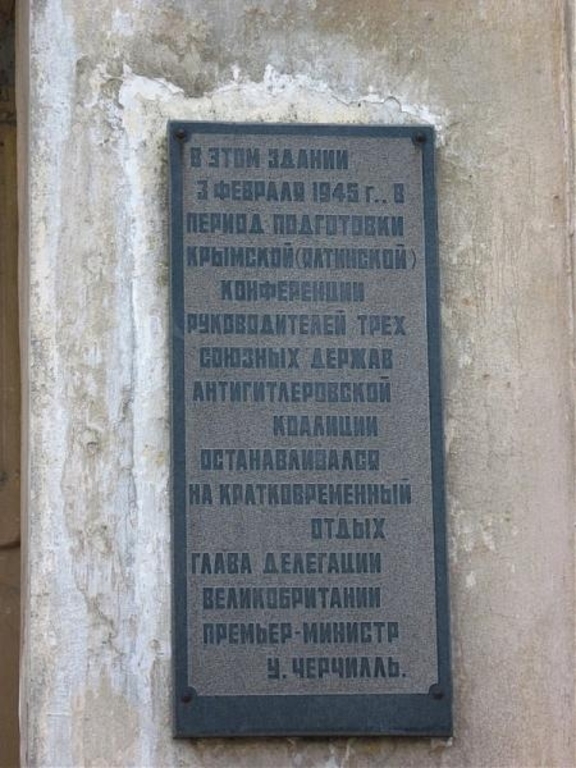 В ЭТОМ ЗДАНИИ
3 ФЕВРАЛЯ 1945 Г., В
ПЕРИОД ПОДГОТОВКИ
КРЫМСКОЙ (ЯЛТИНСКОЙ)
КОНФЕРЕНЦИИ
РУКОВОДИТЕЛЕЙ ТРЕХ
СОЮЗНЫХ ДЕРЖАВ
АНТИГИТЛЕРОВСКОЙ
КОАЛИЦИИ
ОСТАНАВЛИВАЛСЯ
НА КРАТКОВРЕМЕННЫЙ
ОТДЫХ
ГЛАВА ДЕЛЕГАЦИИ
ВЕЛИКОБРИТАНИИ
ПРЕМЬЕР-МИНИСТР
У. ЧЕРЧИЛЛЬ.